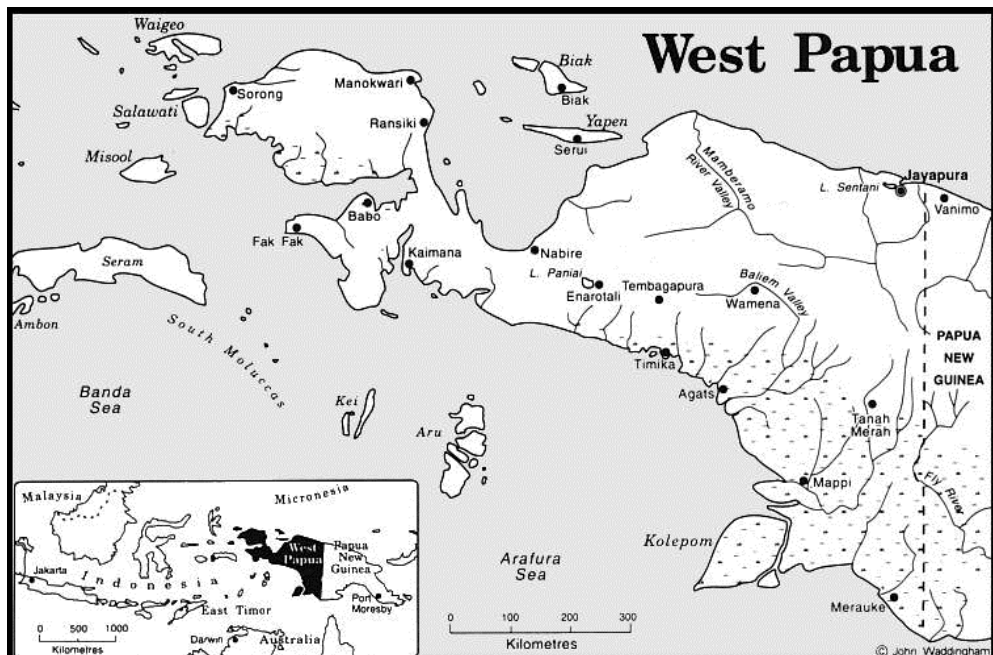 West Papua
Waigeo
Biak
Biak
Sorong
Manokwari
Salawati
Ransiki
Yapen
Serui
Misool
Mamberamo
River Valley
Jayapura
L. Sentani
Vanimo
Babo
Fak Fak
Kaimana
Nabire
Seram
L. Paniai
Enarotali
Tembagapura
Baliem Valley
Wamena
Ambon
South Moluccas
PAPUA
NEW
GUINEA
Timika
Banda
Sea
Kei
Agats
Aru
Tanah
Merah
Mappi
Fly River
Kolepom
Arafura
Sea
Merauke
0 100 200 300
Kilometres
© John Waddingham
Malaysia
Micronesia
West
Papua
Papua
New
Guinea
Jakarta
Indonesia
Port
Moresby
East Timor
0 500 1000
Kilometres
Darwin
Australia